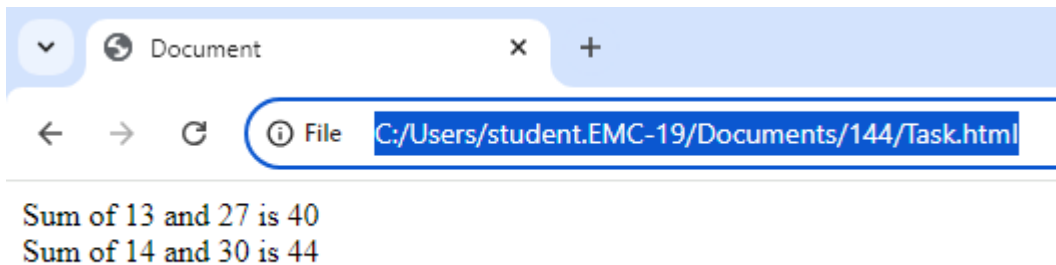 Document
File C:/Users/student.EMC-19/Documents/144/Task.html
Sum of 13 and 27 is 40
Sum of 14 and 30 is 44